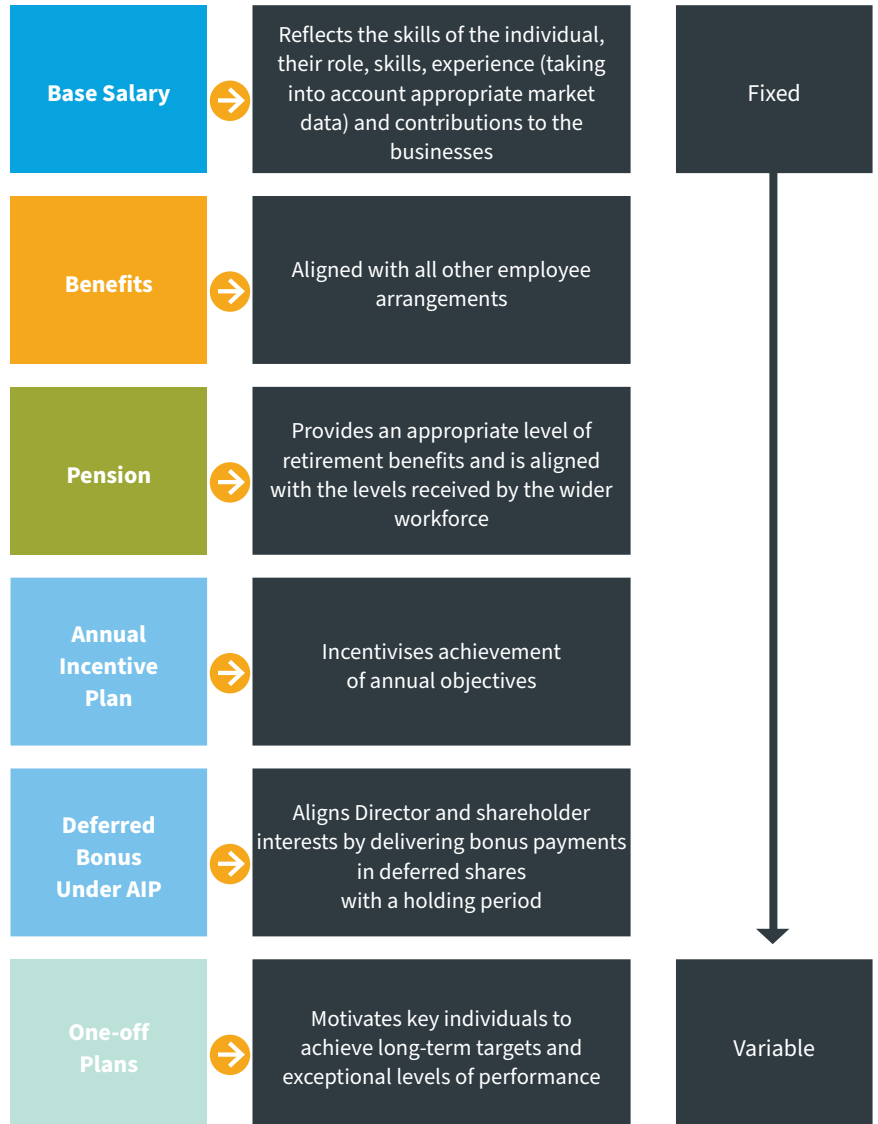 Base Salary
Reflects the skills of the individual,
their role, skills, experience (taking
into account appropriate market
data) and contributions to the
businesses
Fixed
Benefits
Aligned with all other employee
arrangements
Pension
Provides an appropriate level of
retirement benefits and is aligned
with the levels received by the wider
workforce
Annual
Incentive
Plan
Incentivises achievement
of annual objectives
Deferred
Bonus
Under AIP
Aligns Director and shareholder
interests by delivering bonus payments
in deferred shares
with a holding period
One-off
Plans
Motivates key individuals to
achieve long-term targets and
exceptional levels of performance
Variable